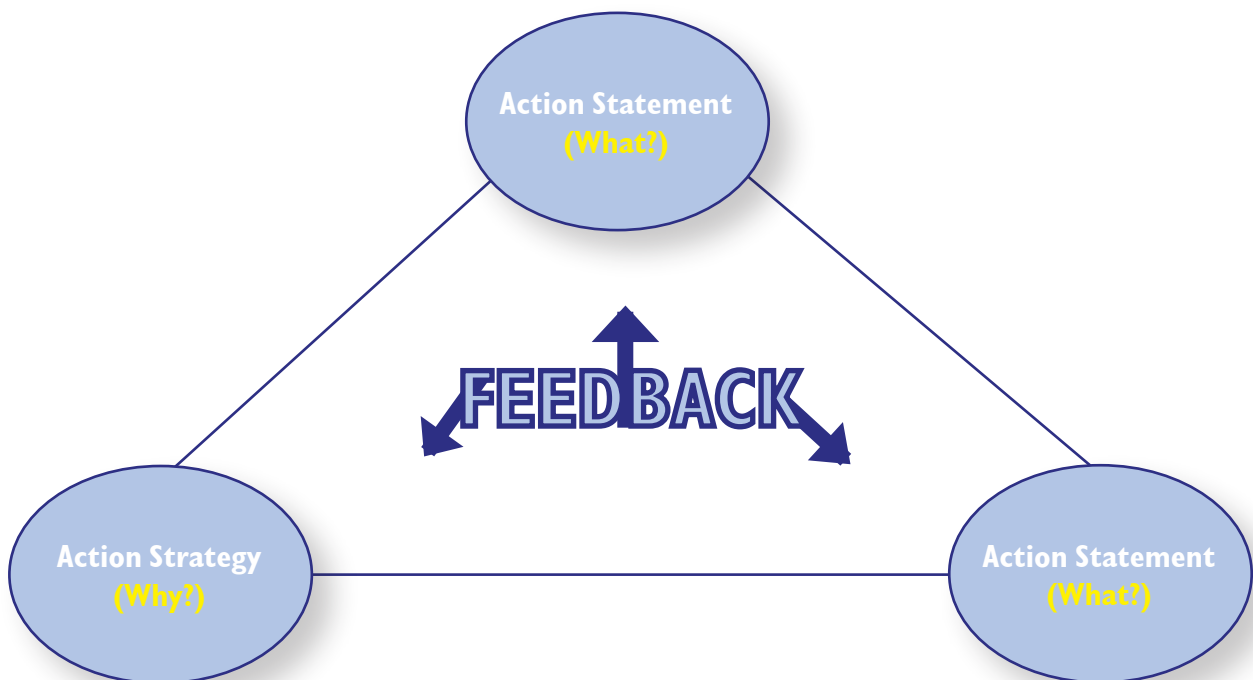 Action Statement
(What?)
FEEDBACK
Action Strategy
(Why?)
Action Statement
(What?)